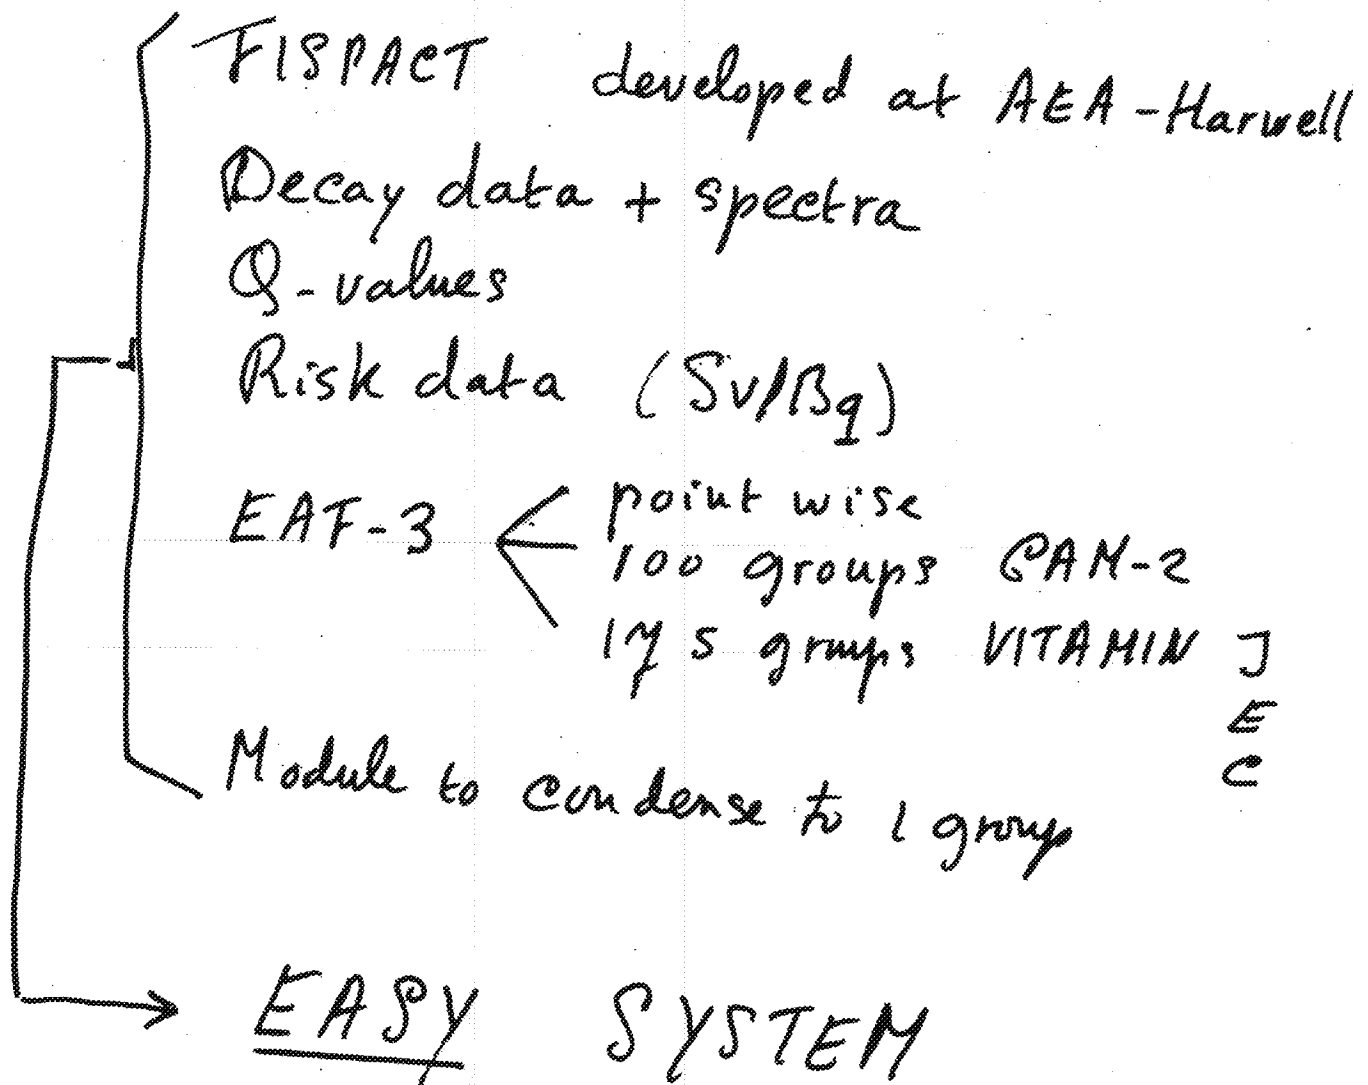 FISPACT developed at AEA-Harwell
Decay data + spectra
Q-values
Risk data (Sv/Bq)
EAF-3
point wise
100 groups GAM-2
175 groups VITAMIN J
E
C
Module to condense to 1 group
EASY SYSTEM